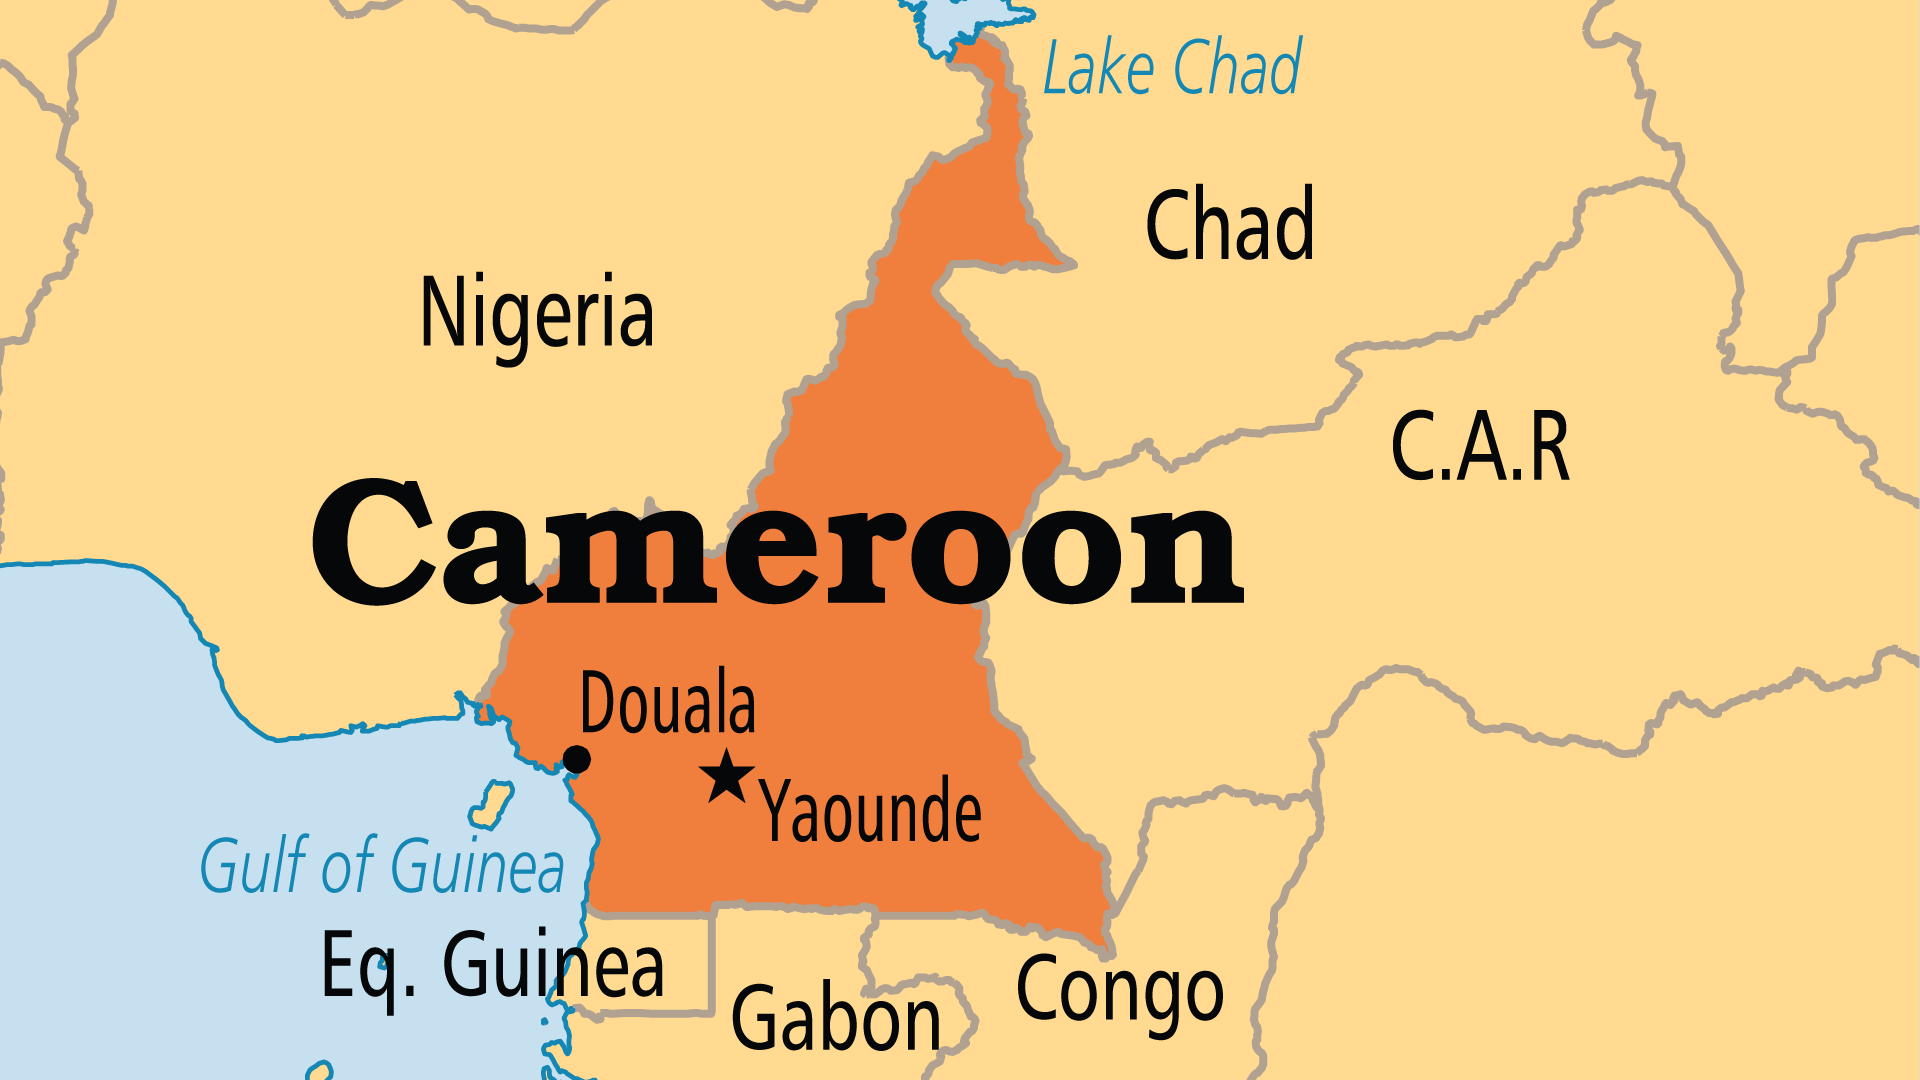 Lake Chad
Chad
Nigeria
C.A.R
Cameroon
Douala
Yaounde
Gulf of Guinea
Eq. Guinea
Gabon
Congo